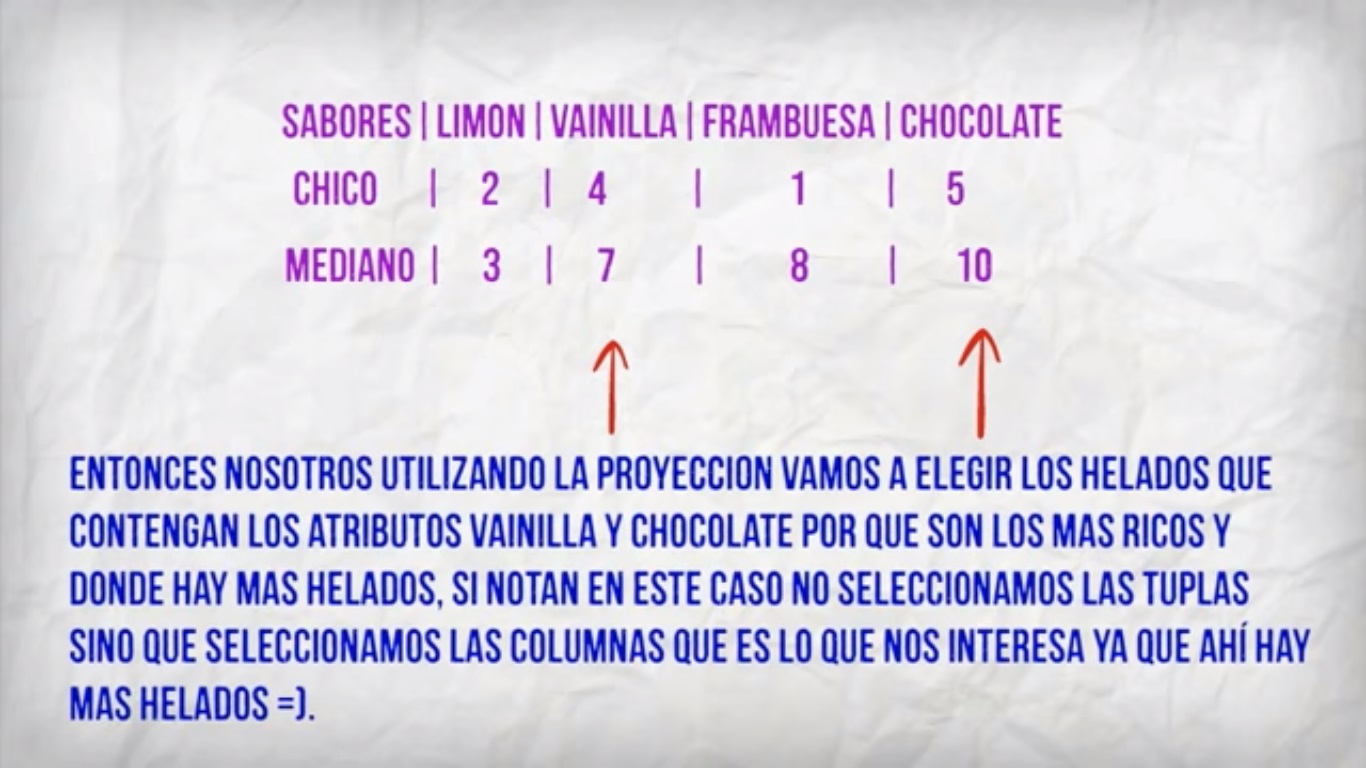 SABORES | LIMON | VAINILLA | FRAMBUESA | CHOCOLATE
CHICO | 2 | 4 | 1 | 5
MEDIANO | 3 | 7 | 8 | 10
ENTONCES NOSOTROS UTILIZANDO LA PROYECCION VAMOS A ELEGIR LOS HELADOS QUE
CONTENGAN LOS ATRIBUTOS VAINILLA Y CHOCOLATE POR QUE SON LOS MAS RICOS Y
DONDE HAY MAS HELADOS, SI NOTAN EN ESTE CASO NO SELECCIONAMOS LAS TUPLAS
SINO QUE SELECCIONAMOS LAS COLUMNAS QUE ES LO QUE NOS INTERESA YA QUE AHÍ HAY
MAS HELADOS =).